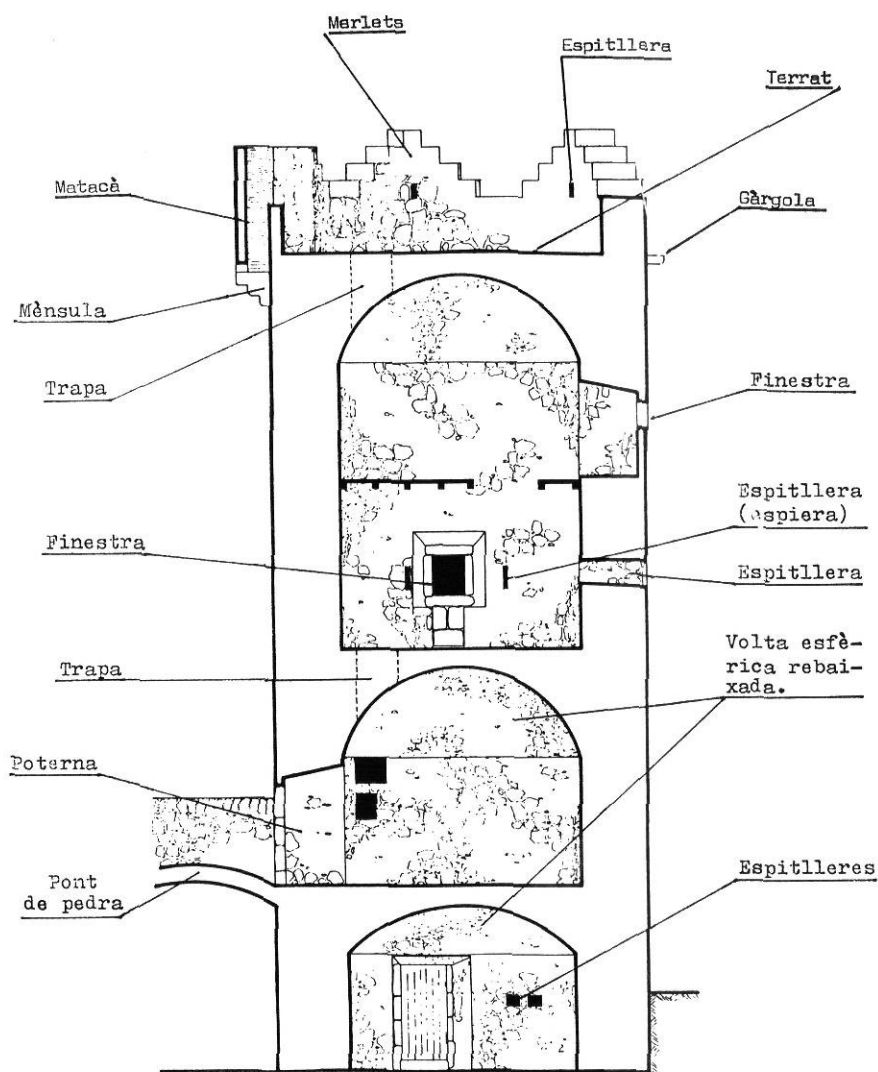 Merlets
Espitllera
Terrat
Matacà
Gàrgola
Mènsula
Trapa
Finestra
Espitllera
(espiera)
Finestra
Espitllera
Volta esfè-
rica rebai-
xada.
Trapa
Poterna
Pont
de pedra
Espitlleres